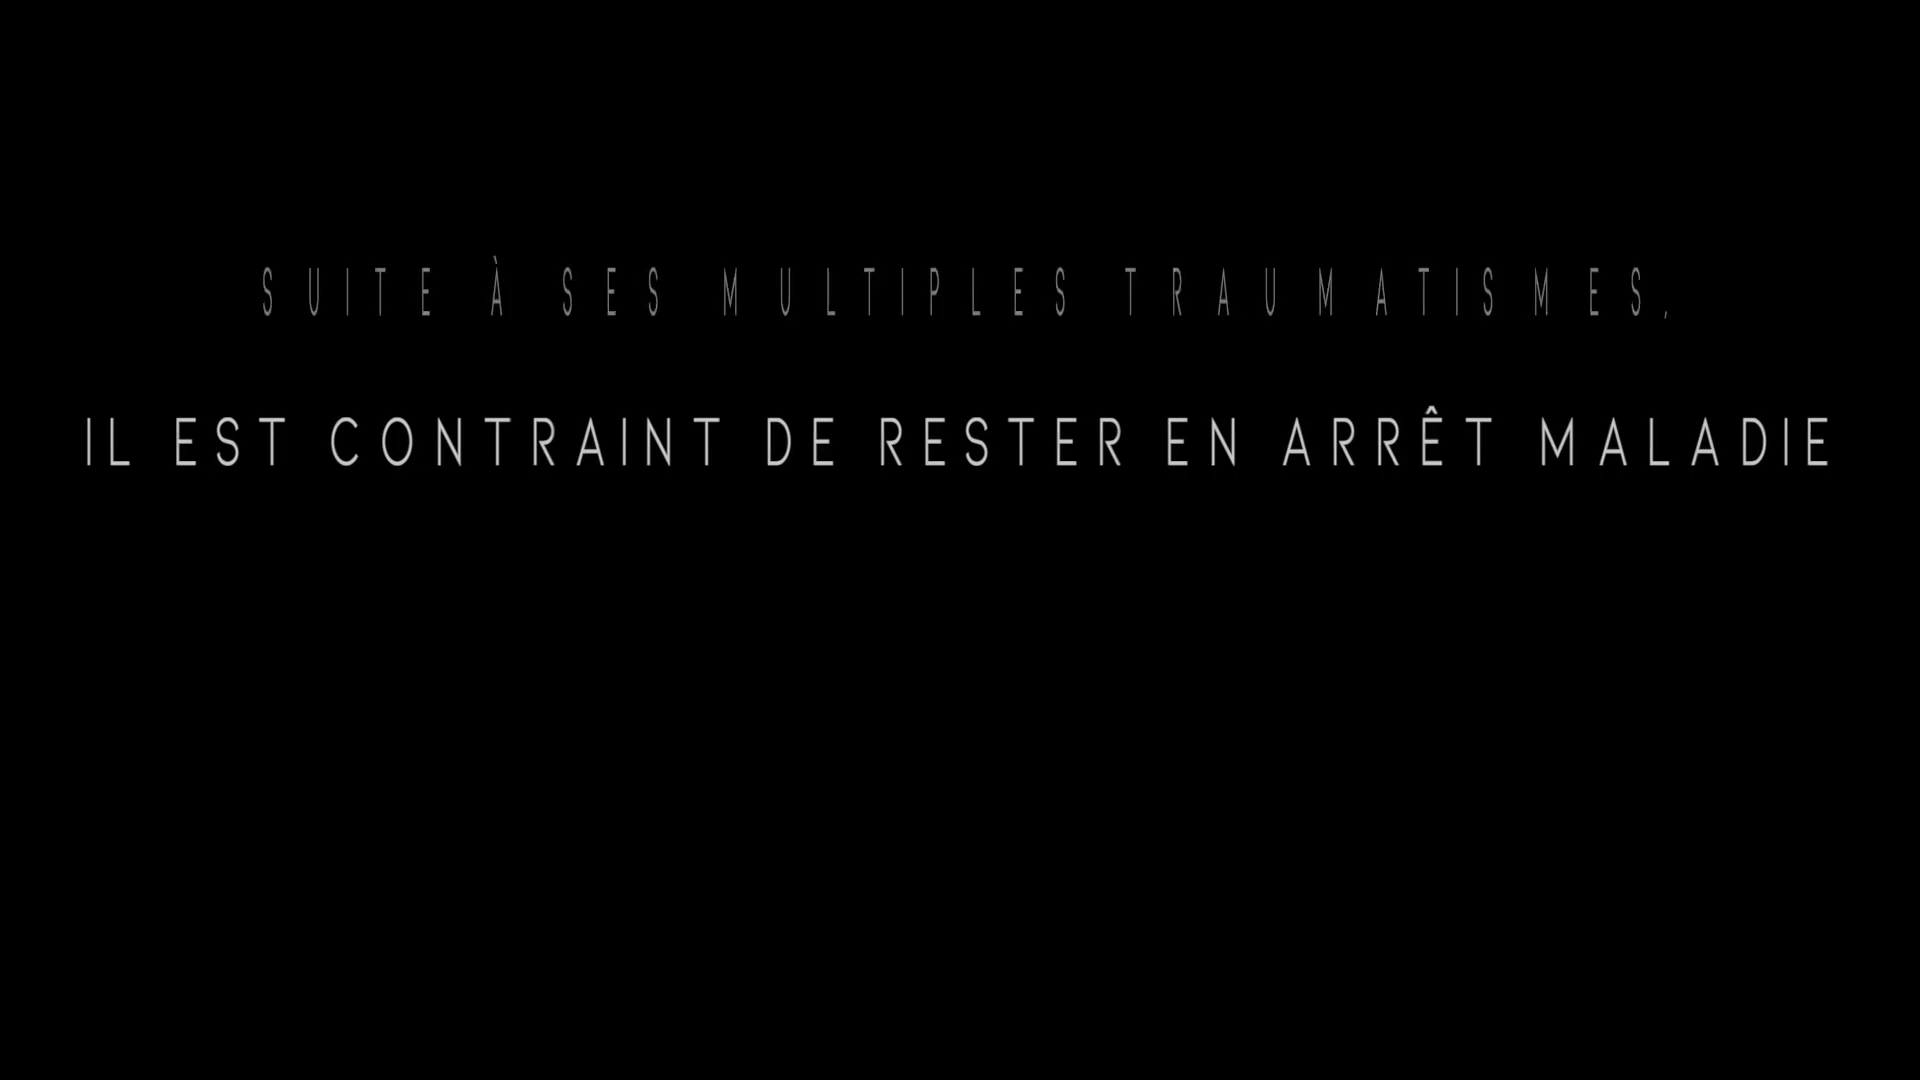 SUITE À SES MULTIPLES TRAUMATISMES,
IL EST CONTRAINT DE RESTER EN ARRÊT MALADIE